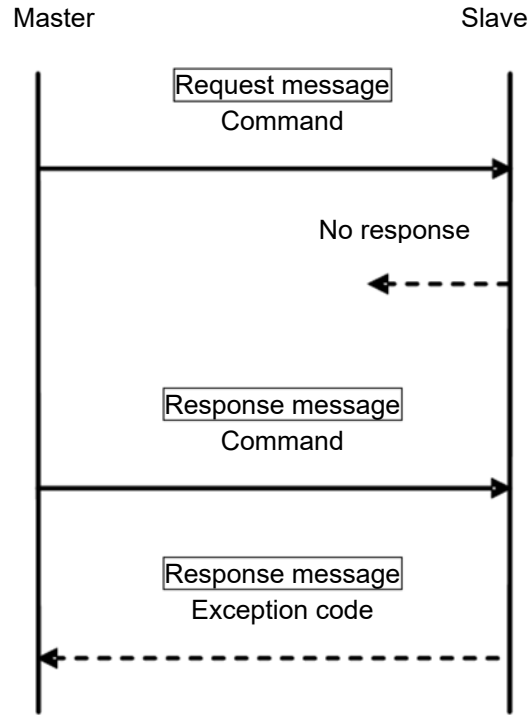 Master
Slave
Request message
Command
No response
Response message
Command
Response message
Exception code